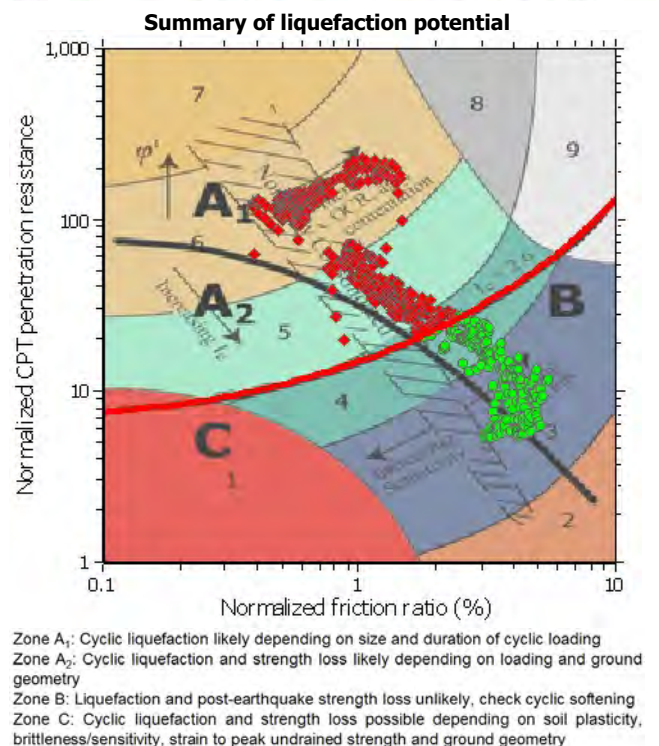 Summary of liquefaction potential
1,000
7
8
9
φ'
100
A1
6
A2
Increasing
B
5
10
4
3
C
1
Sensitivity
2
1
0.1
1
10
Normalized CPT penetration resistance
Normalized friction ratio (%)
Zone A1: Cyclic liquefaction likely depending on size and duration of cyclic loading
Zone A2: Cyclic liquefaction and strength loss likely depending on loading and ground
geometry
Zone B: Liquefaction and post-earthquake strength loss unlikely, check cyclic softening
Zone C: Cyclic liquefaction and strength loss possible depending on soil plasticity,
brittleness/sensitivity, strain to peak undrained strength and ground geometry